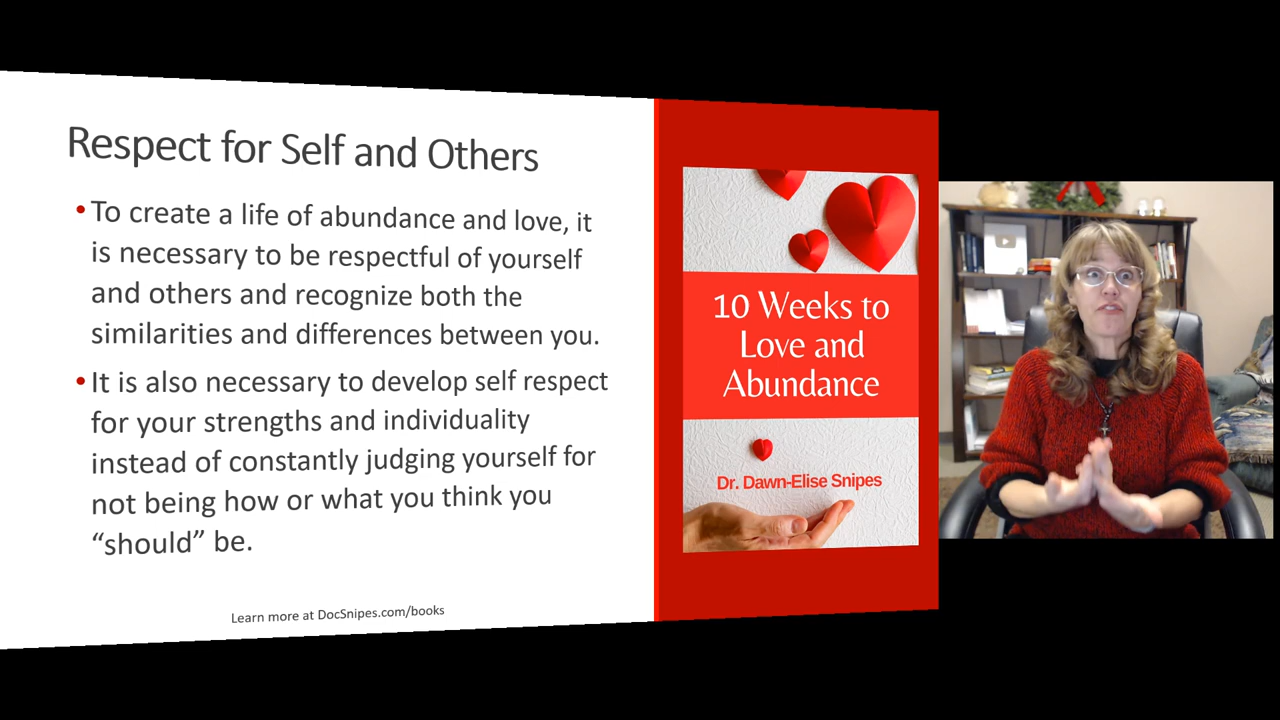 Respect for Self and Others
• To create a life of abundance and love, it
is necessary to be respectful of yourself
and others and recognize both the
similarities and differences between you.
• It is also necessary to develop self respect
for your strengths and individuality
instead of constantly judging yourself for
not being how or what you think you
“should” be.
Learn more at DocSnipes.com/books
10 Weeks to
Love and
Abundance
Dr. Dawn-Elise Snipes